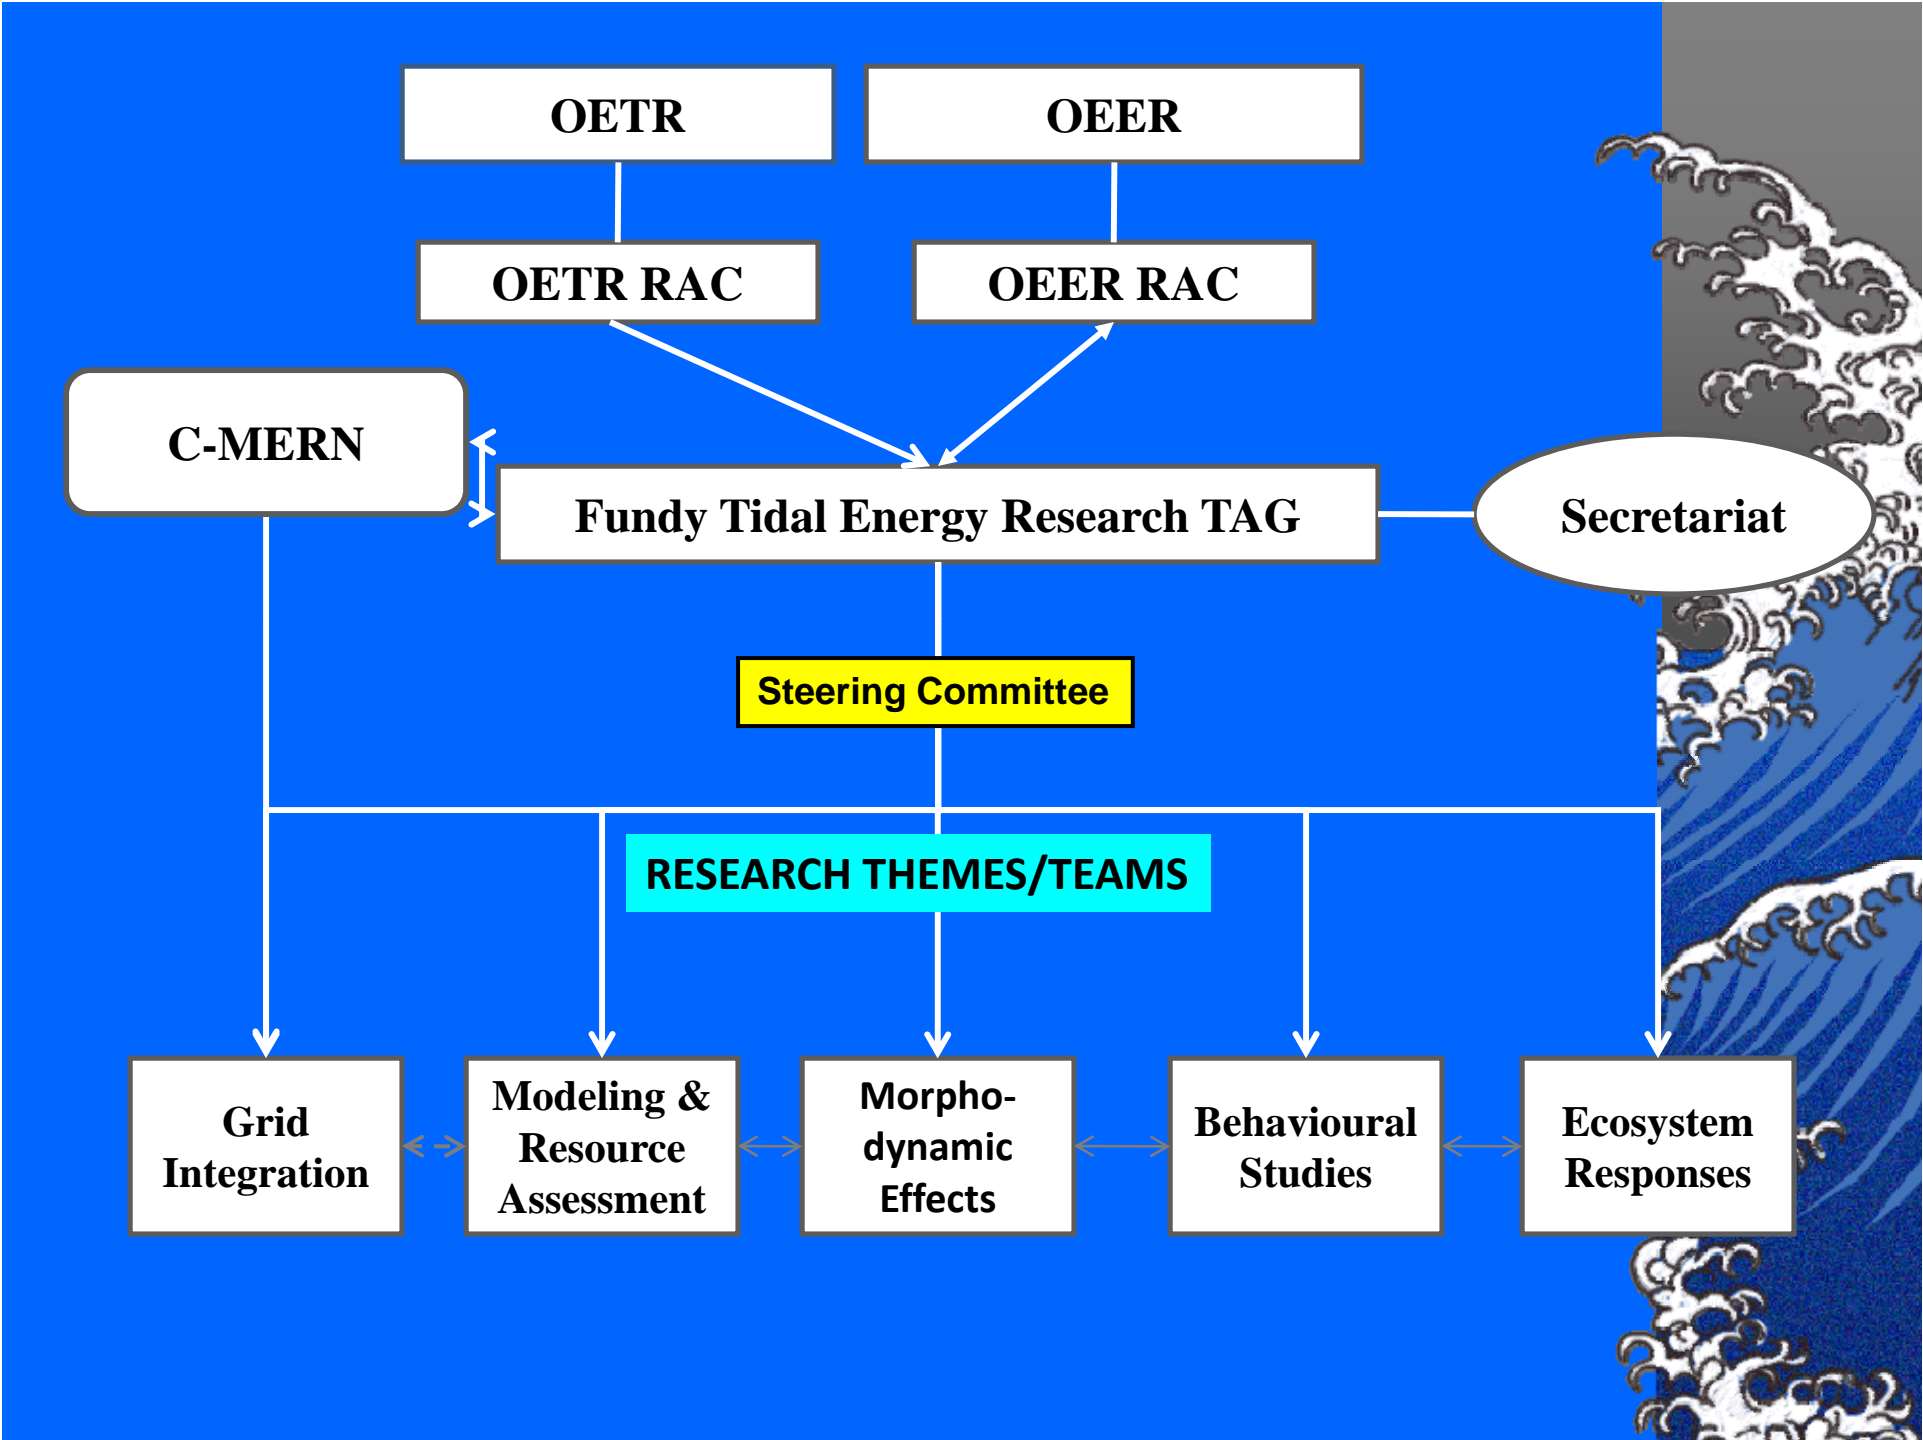 OETR
OEER
OETR RAC
OEER RAC
C-MERN
Fundy Tidal Energy Research TAG
Secretariat
Steering Committee
RESEARCH THEMES/TEAMS
Grid
Integration
Modeling &
Resource
Assessment
Morpho-
dynamic
Effects
Behavioural
Studies
Ecosystem
Responses